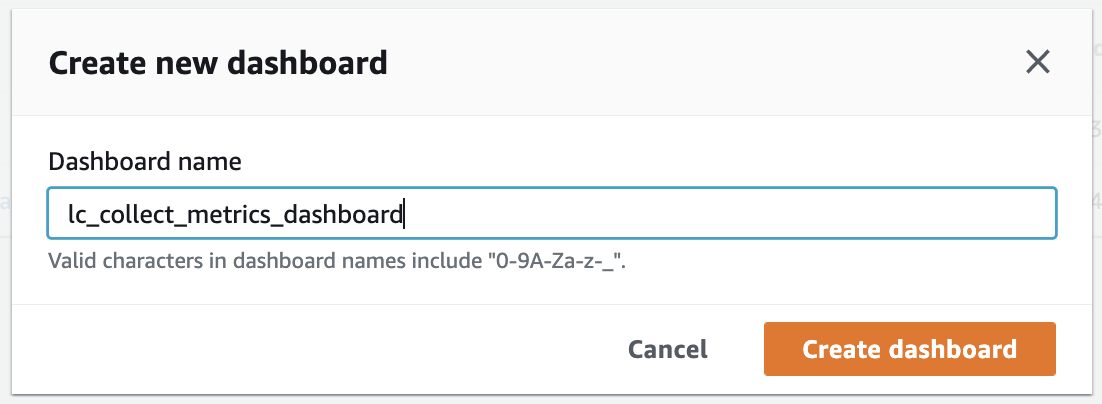 Create new dashboard
Dashboard name
lc_collect_metrics_dashboard
Valid characters in dashboard names include "0-9A-Za-z-_".
Cancel
Create dashboard